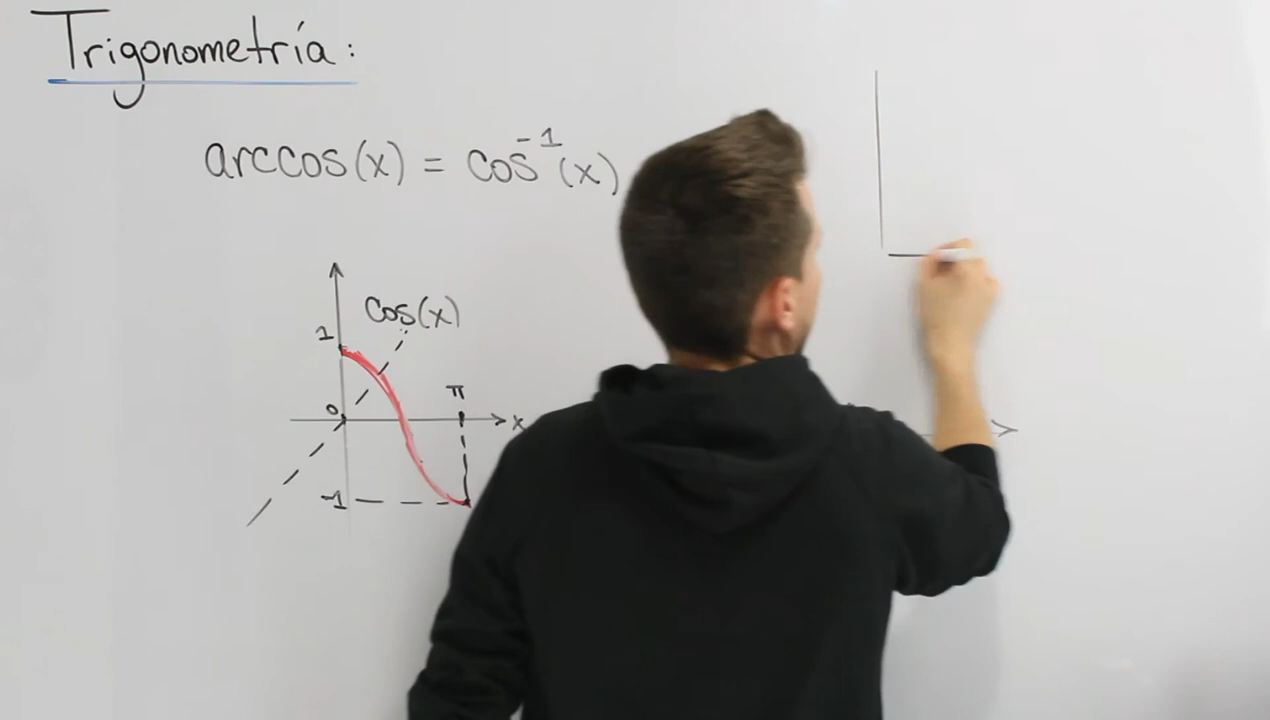 Trigonometría:
arccos(x) = cos⁻¹(x)
cos(x)
1
π
0
x
-1